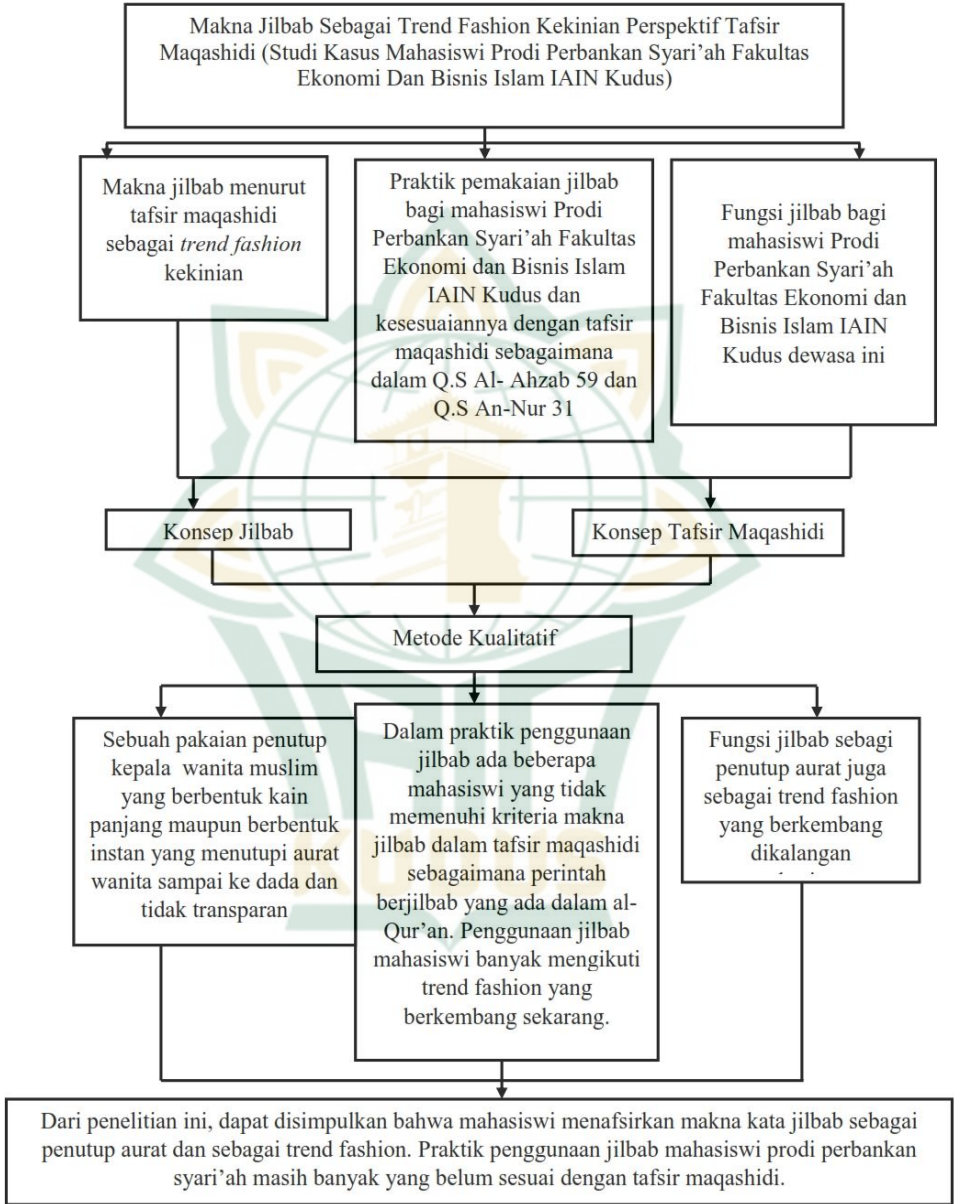 Makna Jilbab Sebagai Trend Fashion Kekinian Perspektif Tafsir
Maqashidi (Studi Kasus Mahasiswi Prodi Perbankan Syari'ah Fakultas
Ekonomi Dan Bisnis Islam IAIN Kudus)
Makna jilbab menurut
tafsir maqashidi
sebagai trend fashion
kekinian
Praktik pemakaian jilbab
bagi mahasiswi Prodi
Perbankan Syari'ah Fakultas
Ekonomi dan Bisnis Islam
IAIN Kudus dan
kesesuaiannya dengan tafsir
maqashidi sebagaimana
dalam Q.S Al- Ahzab 59 dan
Q.S An-Nur 31
Fungsi jilbab bagi
mahasiswi Prodi
Perbankan Syari'ah
Fakultas Ekonomi dan
Bisnis Islam IAIN
Kudus dewasa ini
Konsep Jilbab
Konsep Tafsir Maqashidi
Metode Kualitatif
Sebuah pakaian penutup
kepala wanita muslim
yang berbentuk kain
panjang maupun berbentuk
instan yang menutupi aurat
wanita sampai ke dada dan
tidak transparan
Dalam praktik penggunaan
jilbab ada beberapa
mahasiswi yang tidak
memenuhi kriteria makna
jilbab dalam tafsir maqashidi
sebagaimana perintah
berjilbab yang ada dalam al-
Qur'an. Penggunaan jilbab
mahasiswi banyak mengikuti
trend fashion yang
berkembang sekarang.
Fungsi jilbab sebagi
penutup aurat juga
sebagai trend fashion
yang berkembang
dikalangan
KUDUS
Dari penelitian ini, dapat disimpulkan bahwa mahasiswi menafsirkan makna kata jilbab sebagai
penutup aurat dan sebagai trend fashion. Praktik penggunaan jilbab mahasiswi prodi perbankan
syari'ah masih banyak yang belum sesuai dengan tafsir maqashidi.